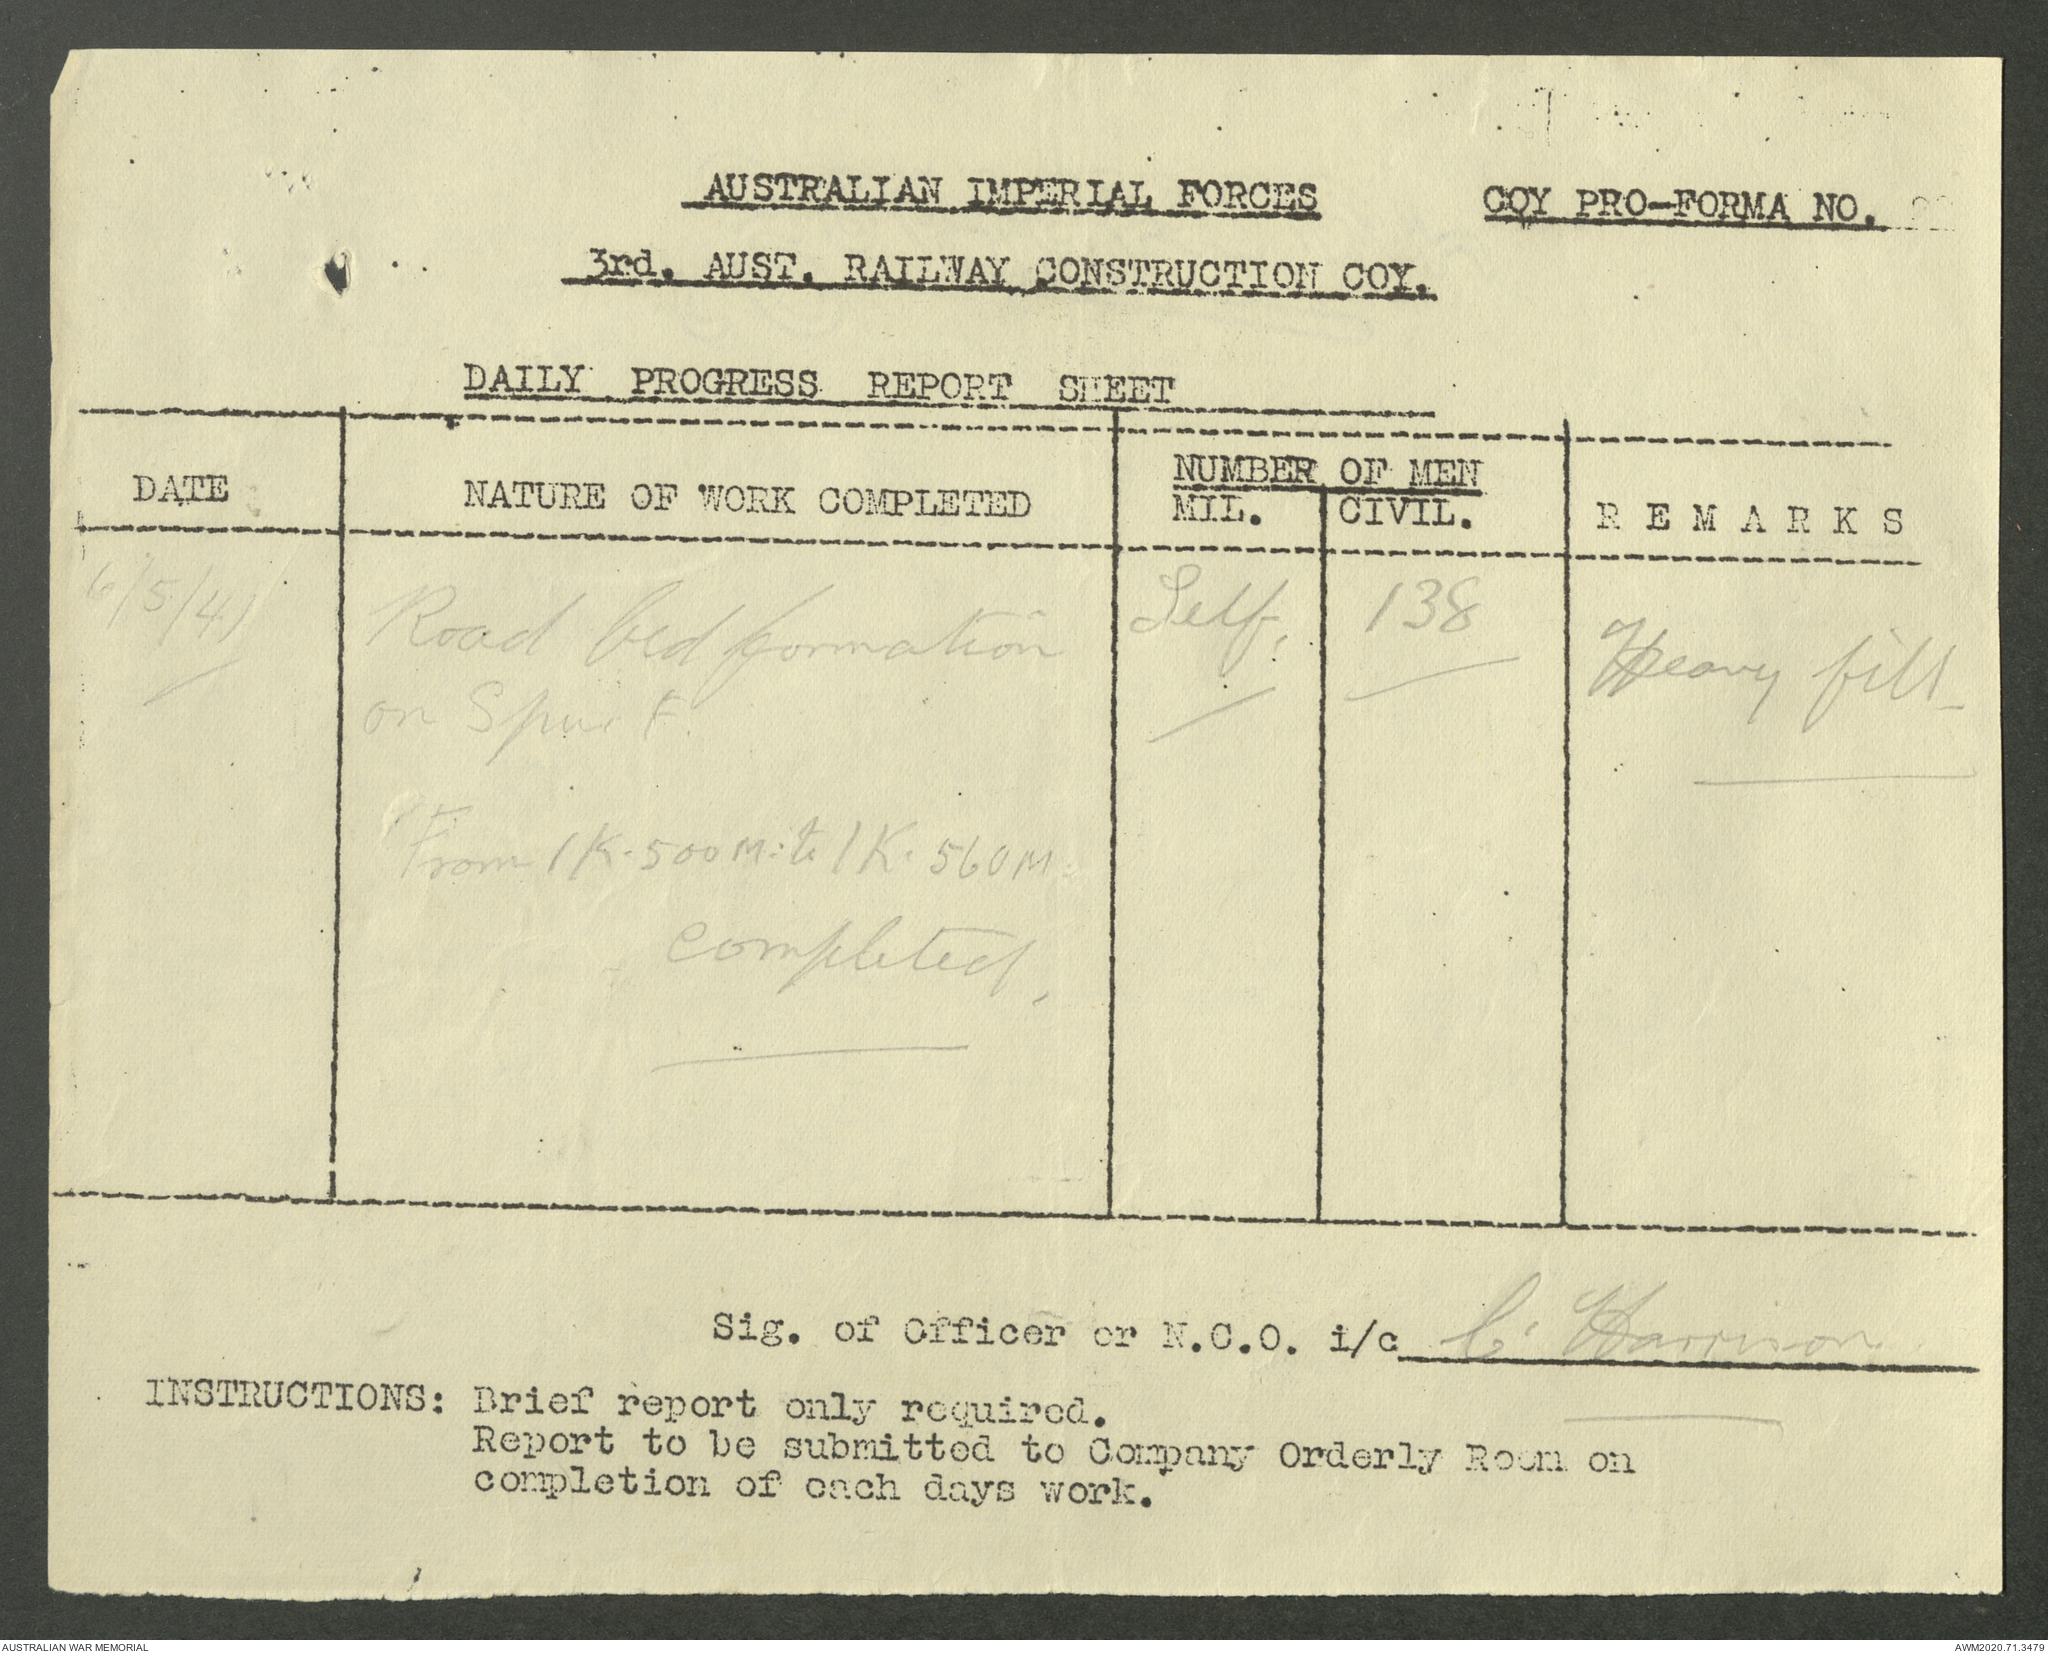 AUSTRALIAN IMPERIAL FORCES
COY PRO-FORMA NO. 22
3rd. AUST. RAILWAY CONSTRUCTION COY.
DAILY PROGRESS REPORT SHEET
DATE
NATURE OF WORK COMPLETED
NUMBER OF MEN
MIL.
CIVIL.
R E M A R K S
6/5/41
Road bed formation
on Spur F.
From 1K.500M: to 1K.560M.
completed.
Self.
138
Heavy fill
Sig. of Officer or N.C.O. i/c C. Harrison
INSTRUCTIONS: Brief report only required.
Report to be submitted to Company Orderly Room on
completion of each days work.
AUSTRALIAN WAR MEMORIAL
AWM2020.71.3479